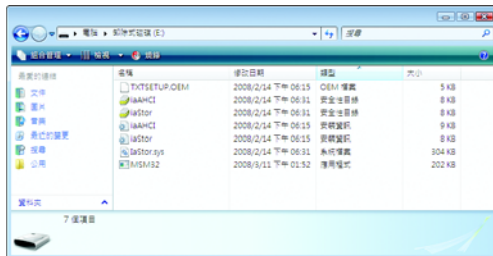 電腦 ▸ 卸除式磁碟 (E:)
搜尋
組合管理 檢視 燒錄
我愛的連結
文件
圖片
音樂
最近的變更
搜尋
公用
資料夾
名稱 修改日期 類型 大小
TXTSETUP.OEM 2008/2/14 下午 06:15 OEM 檔案 5 KB
iaAHCI 2008/2/14 下午 06:31 安全性目錄 8 KB
iaStor 2008/2/14 下午 06:31 安全性目錄 8 KB
iaAHCI 2008/2/14 下午 06:15 安裝資訊 9 KB
iaStor 2008/2/14 下午 06:15 安裝資訊 8 KB
IaStor.sys 2008/2/14 下午 06:31 系統檔案 304 KB
MSM32 2008/3/11 下午 01:52 應用程式 202 KB
7 個項目